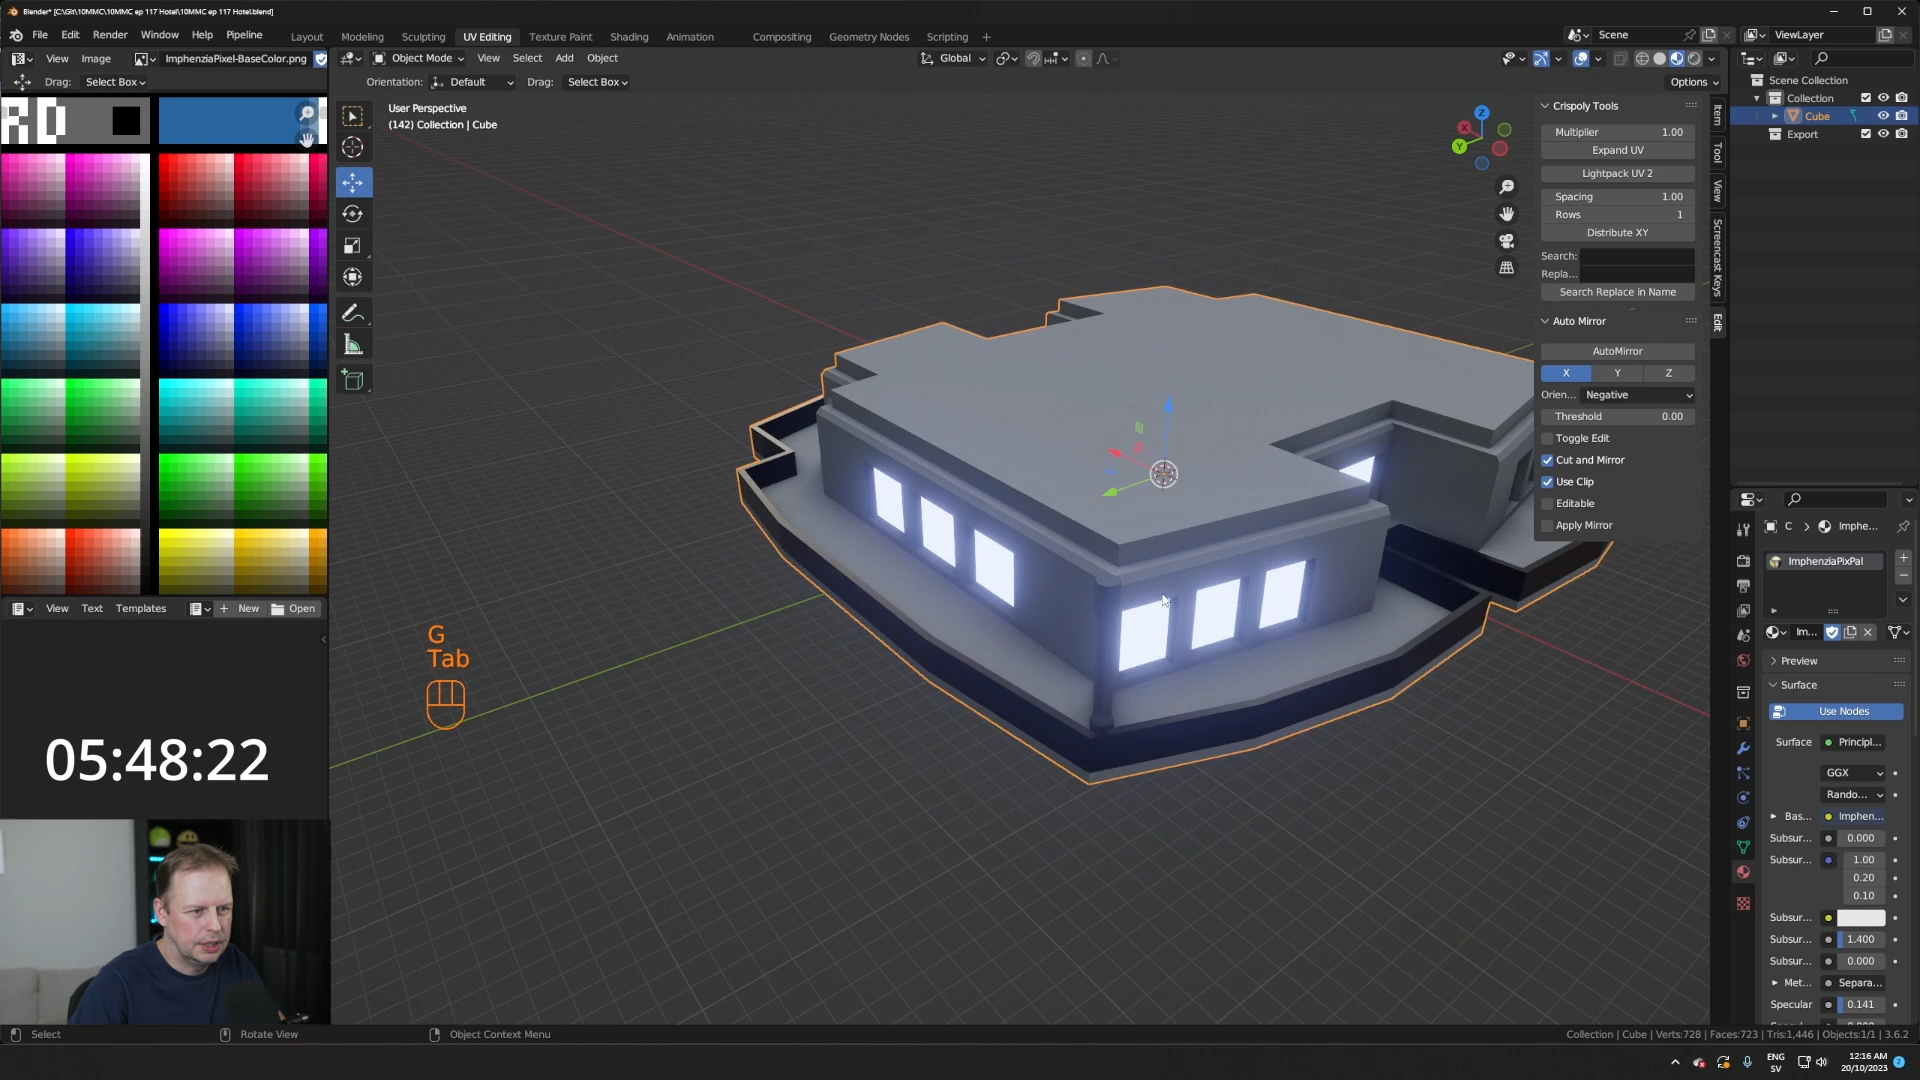 Blender* [C:\Git\10MMC\10MMC ep 117 Hotel\10MMC ep 117 Hotel.blend]
File Edit Render Window Help Pipeline
Layout Modeling Sculpting UV Editing Texture Paint Shading Animation Compositing Geometry Nodes Scripting +
Scene
ViewLayer
View Image ImphenziaPixel-BaseColor.png
Object Mode View Select Add Object
Global
Drag: Select Box
Orientation: Default Drag: Select Box
Options
User Perspective
(142) Collection | Cube
Z
X
Y
Crispoly Tools
Multiplier 1.00
Expand UV
Lightpack UV 2
Spacing 1.00
Rows 1
Distribute XY
Search:
Repla...
Search Replace in Name
Auto Mirror
AutoMirror
X Y Z
Orien... Negative
Threshold 0.00
Toggle Edit
Cut and Mirror
Use Clip
Editable
Apply Mirror
Item
Tool
View
Screencast Keys
Edit
Scene Collection
Collection
Cube
Export
C > Imphe...
ImphenziaPixPal
Im...
Preview
Surface
Use Nodes
Surface Principl...
GGX
Rando...
Bas... Imphen...
Subsur... 0.000
Subsur... 1.00
0.20
0.10
Subsur...
Subsur... 1.400
Subsur... 0.000
Met... Separa...
Specular 0.141
View Text Templates + New Open
G
Tab
05:48:22
Select Rotate View Object Context Menu
Collection | Cube | Verts:728 | Faces:723 | Tris:1,446 | Objects:1/1 | 3.6.2
ENG
SV
12:16 AM
20/10/2023
2